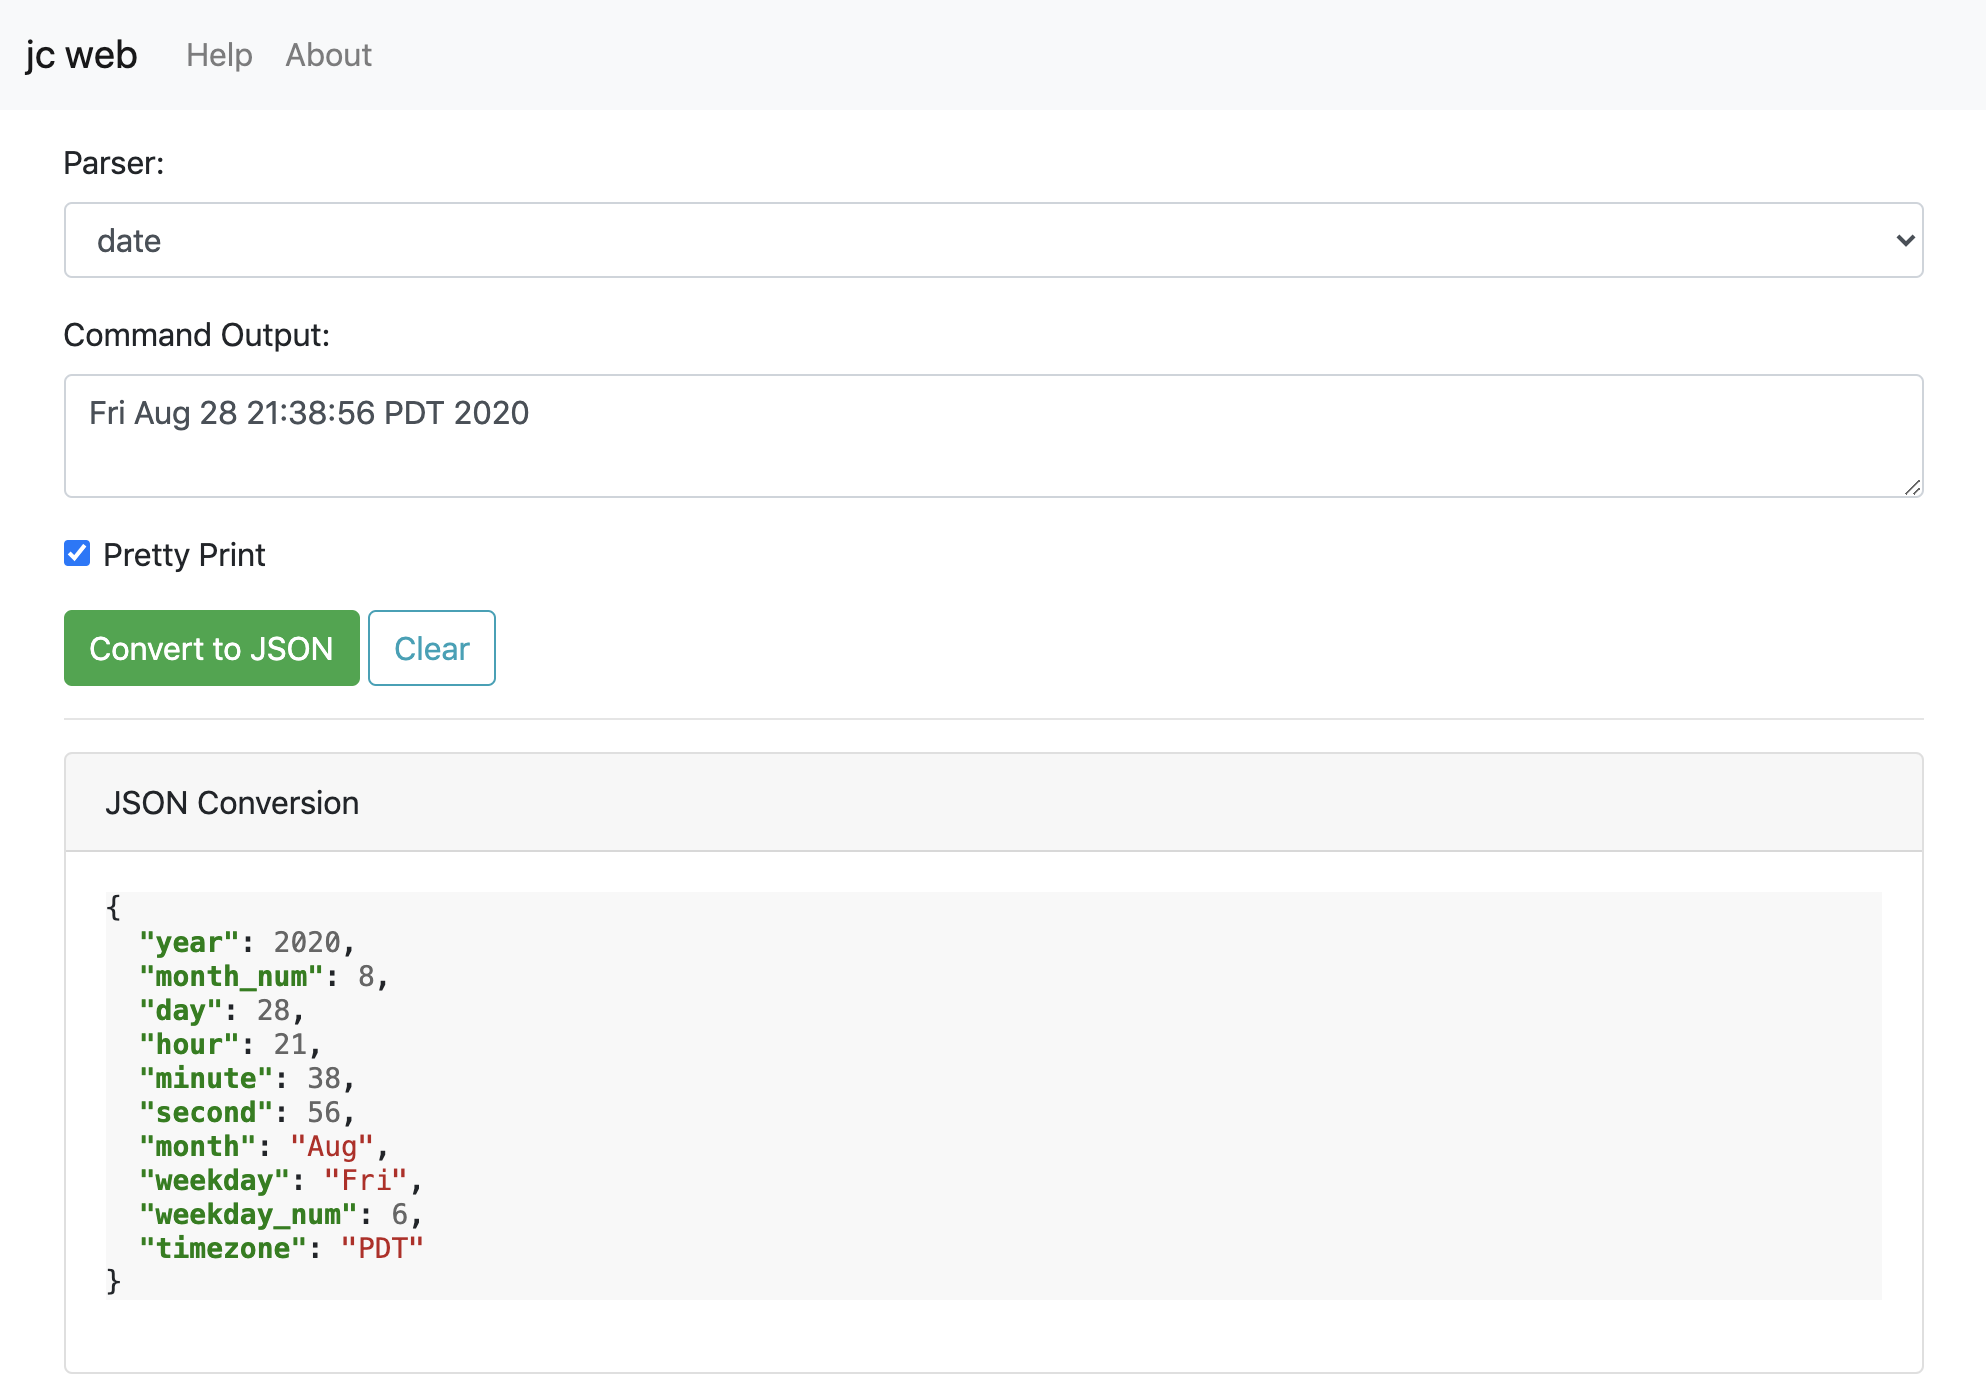 jc web Help About
Parser:
date
Command Output:
Fri Aug 28 21:38:56 PDT 2020
Pretty Print
Convert to JSON Clear
JSON Conversion
{
  "year": 2020,
  "month_num": 8,
  "day": 28,
  "hour": 21,
  "minute": 38,
  "second": 56,
  "month": "Aug",
  "weekday": "Fri",
  "weekday_num": 6,
  "timezone": "PDT"
}